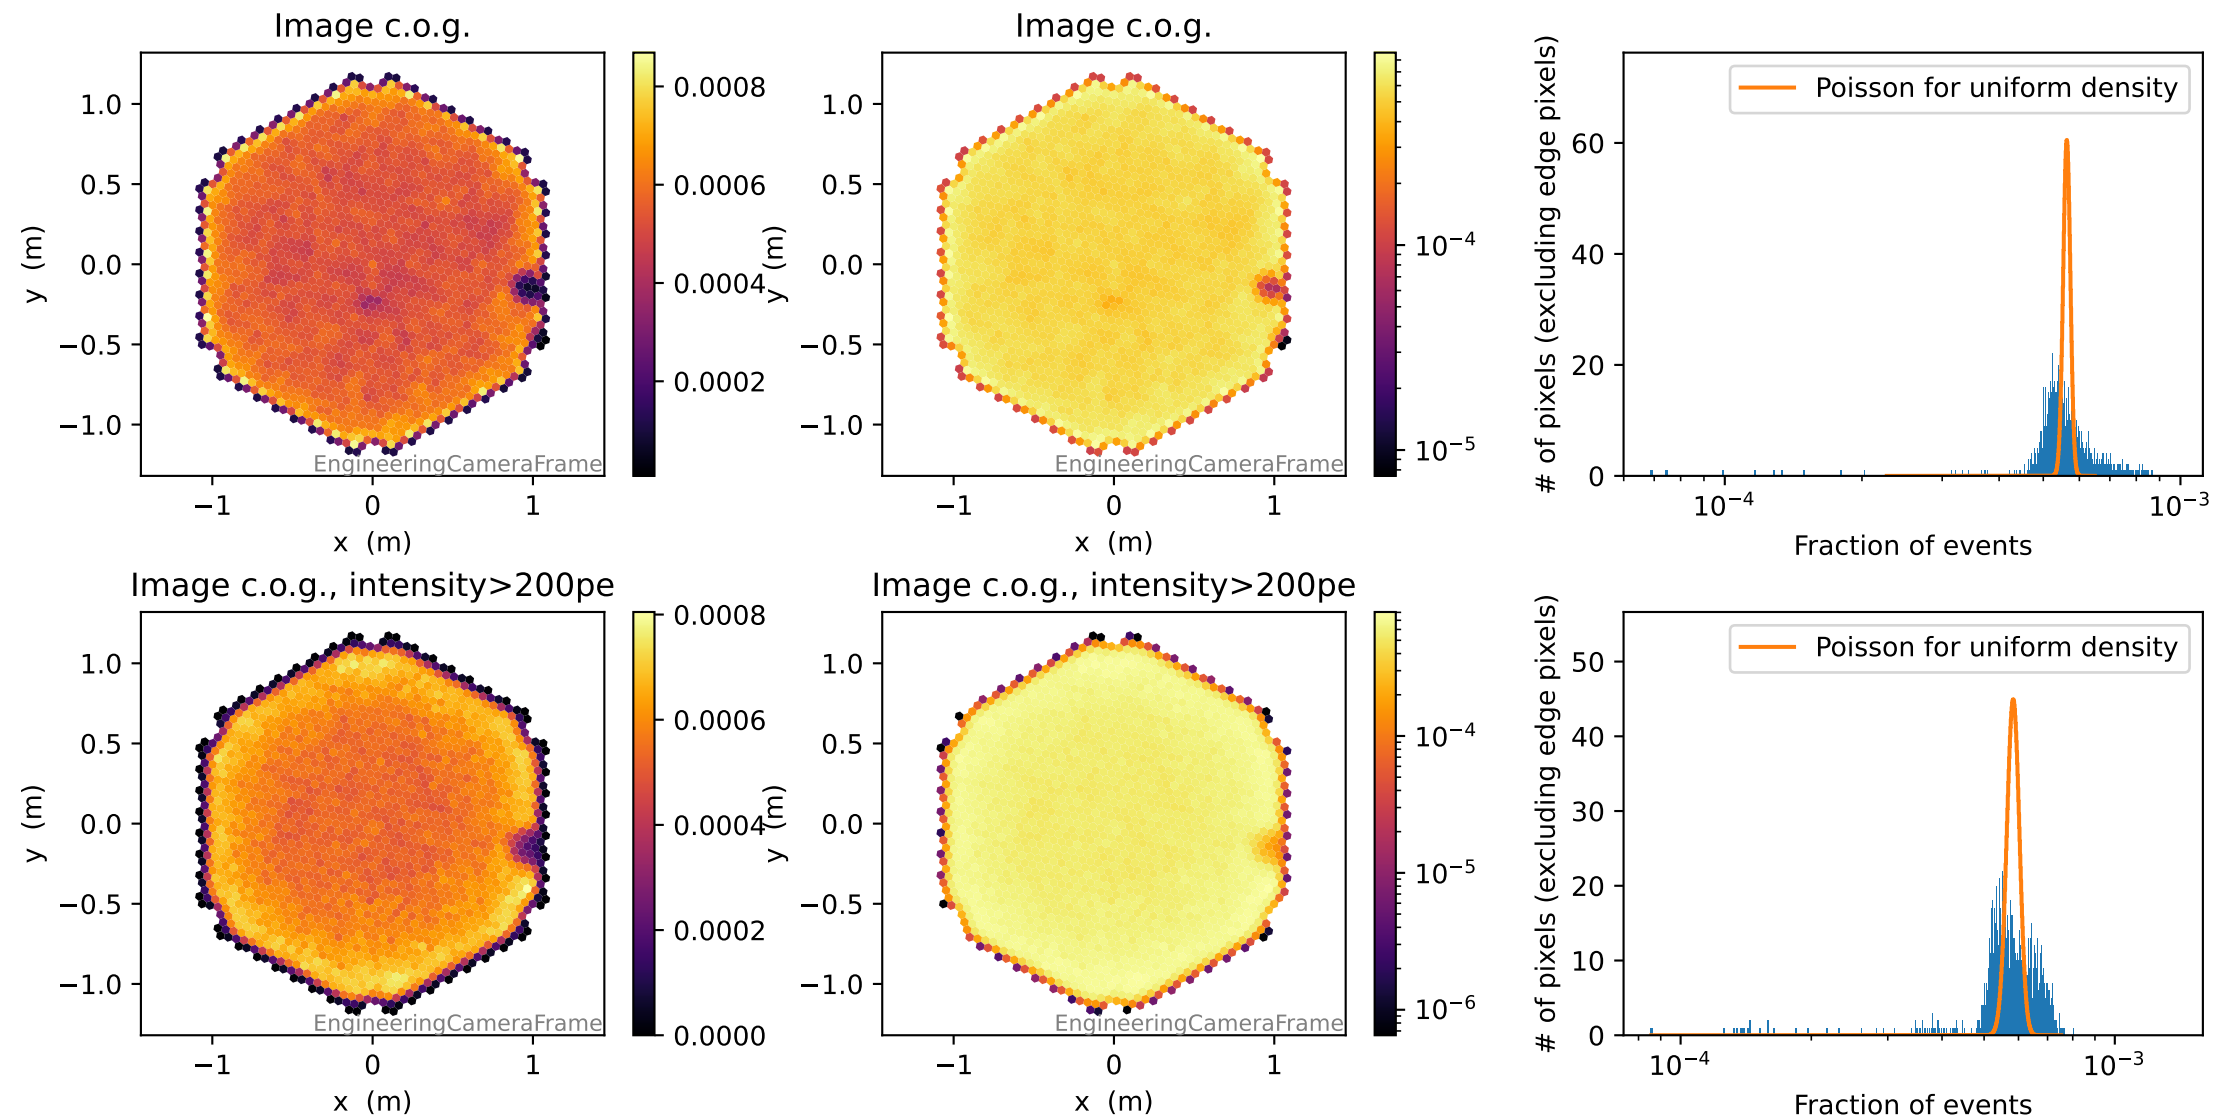 Image c.o.g.
1.0
0.5
0.0
−0.5
−1.0
y (m)
−1
0
1
x (m)
EngineeringCameraFrame
0.0008
0.0006
0.0004
0.0002
Image c.o.g.
1.0
0.5
0.0
−0.5
−1.0
y (m)
−1
0
1
x (m)
EngineeringCameraFrame
10−4
10−5
# of pixels (excluding edge pixels)
60
40
20
0
Poisson for uniform density
10−4
10−3
Fraction of events
Image c.o.g., intensity>200pe
1.0
0.5
0.0
−0.5
−1.0
y (m)
−1
0
1
x (m)
EngineeringCameraFrame
0.0008
0.0006
0.0004
0.0002
0.0000
Image c.o.g., intensity>200pe
1.0
0.5
0.0
−0.5
−1.0
y (m)
−1
0
1
x (m)
EngineeringCameraFrame
10−4
10−5
10−6
# of pixels (excluding edge pixels)
50
40
30
20
10
0
Poisson for uniform density
10−4
10−3
Fraction of events